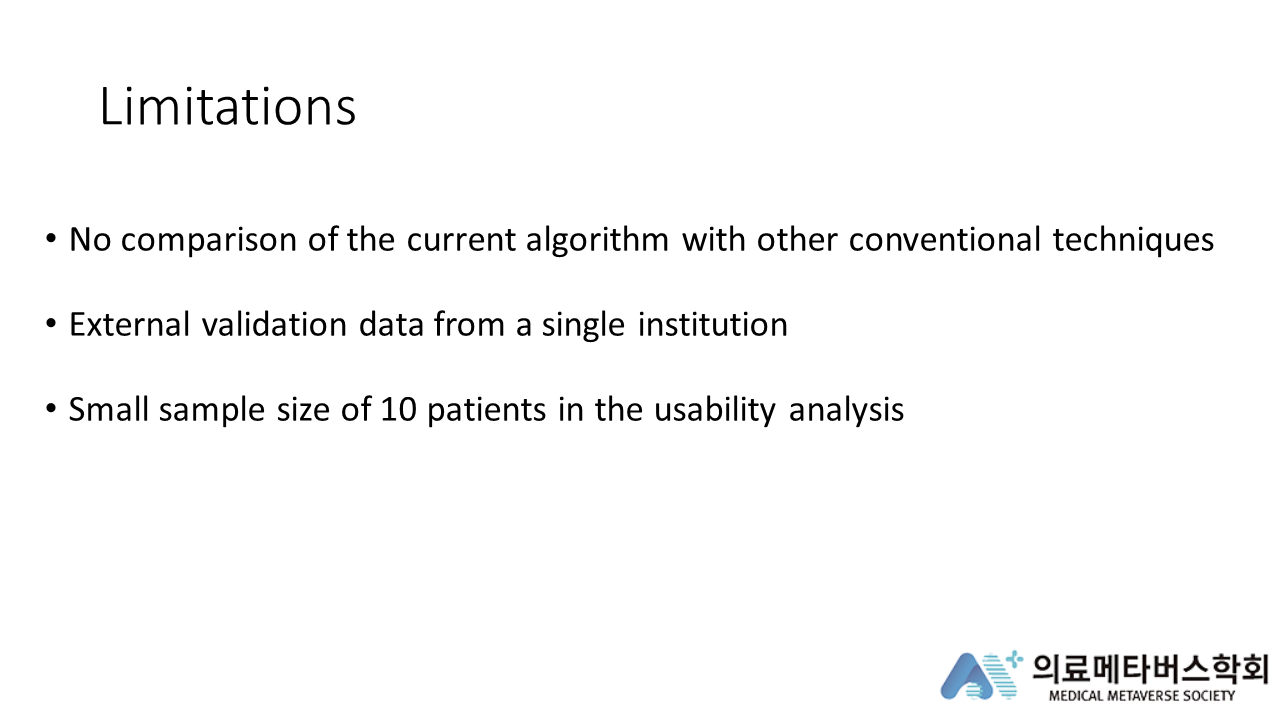 Limitations
• No comparison of the current algorithm with other conventional techniques
• External validation data from a single institution
• Small sample size of 10 patients in the usability analysis
의료메타버스학회
MEDICAL METAVERSE SOCIETY